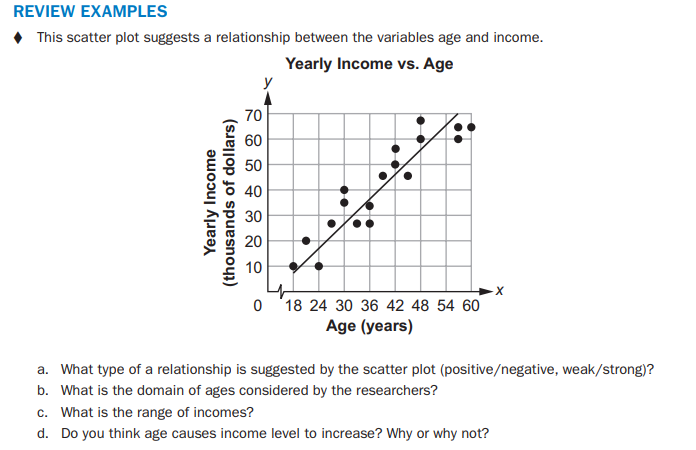 REVIEW EXAMPLES
♦ This scatter plot suggests a relationship between the variables age and income.
Yearly Income vs. Age
y
70
60
50
40
30
20
10
Yearly Income
(thousands of dollars)
0 18 24 30 36 42 48 54 60
x
Age (years)
a. What type of a relationship is suggested by the scatter plot (positive/negative, weak/strong)?
b. What is the domain of ages considered by the researchers?
c. What is the range of incomes?
d. Do you think age causes income level to increase? Why or why not?